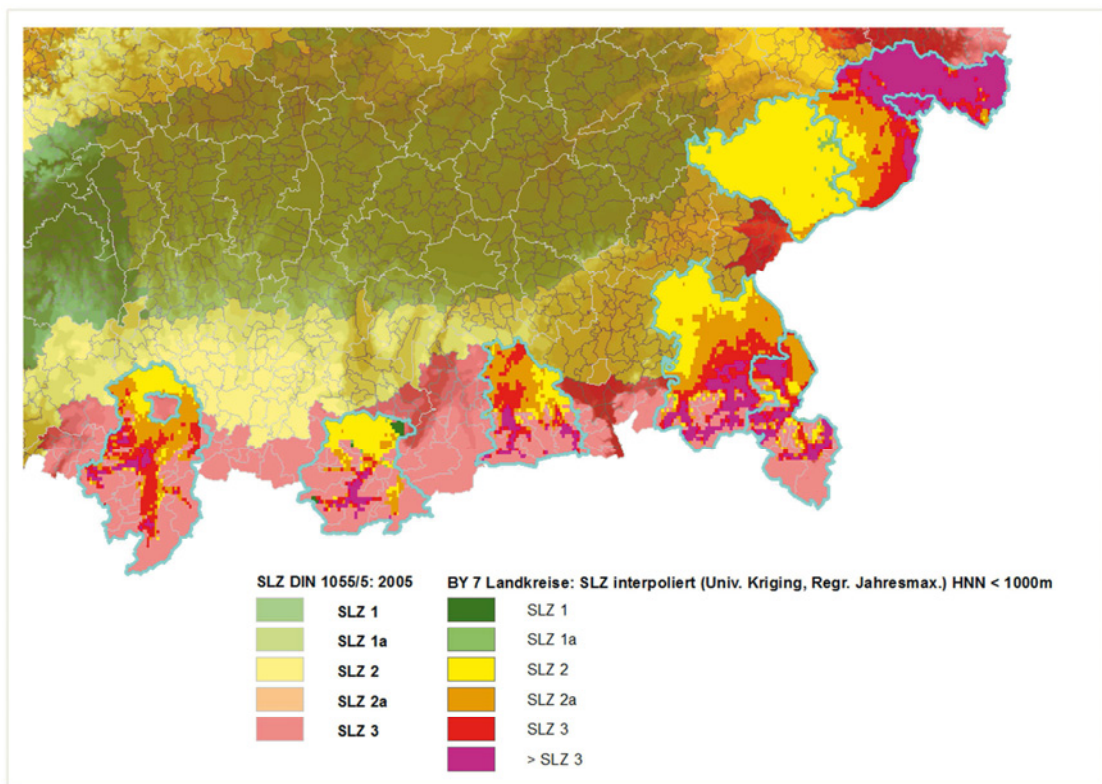 SLZ DIN 1055/5: 2005
SLZ 1
SLZ 1a
SLZ 2
SLZ 2a
SLZ 3
BY 7 Landkreise: SLZ interpoliert (Univ. Kriging, Regr. Jahresmax.) HNN < 1000m
SLZ 1
SLZ 1a
SLZ 2
SLZ 2a
SLZ 3
> SLZ 3